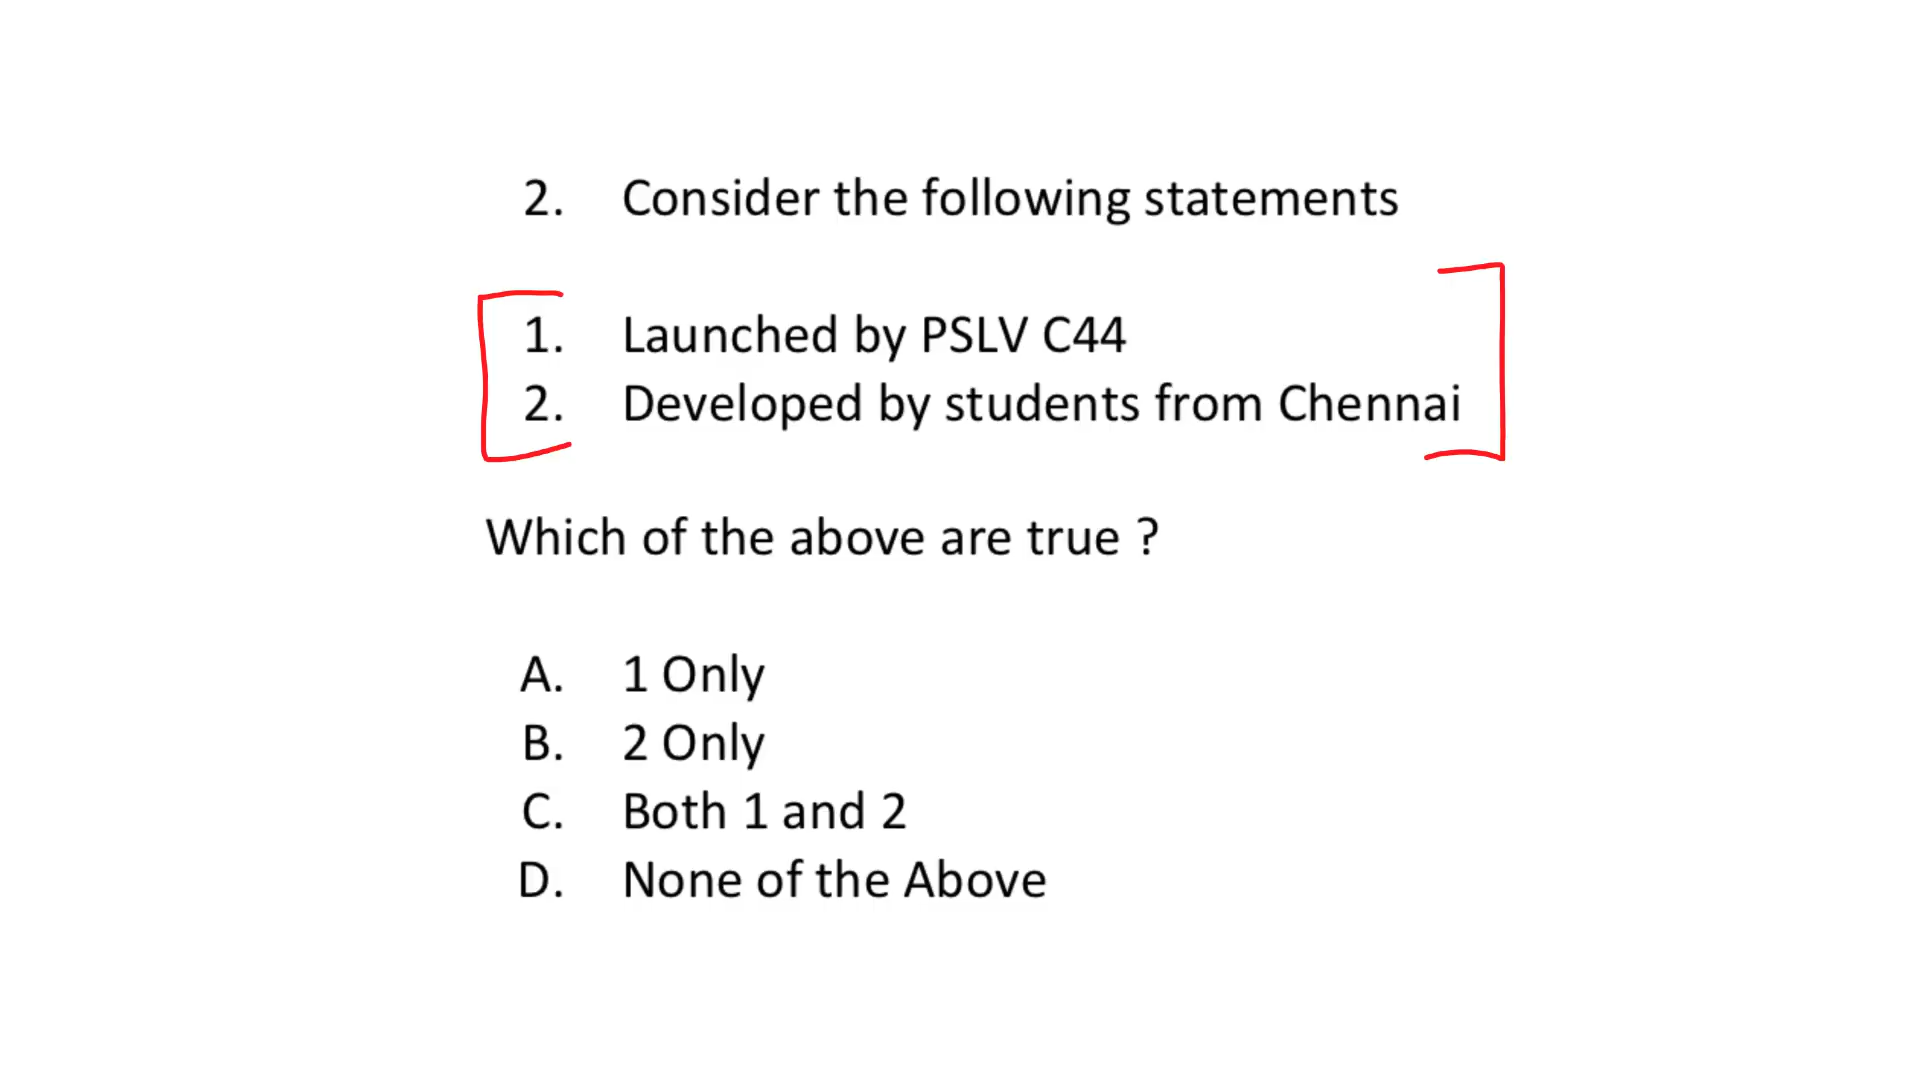 2. Consider the following statements
1. Launched by PSLV C44
2. Developed by students from Chennai
Which of the above are true ?
A. 1 Only
B. 2 Only
C. Both 1 and 2
D. None of the Above